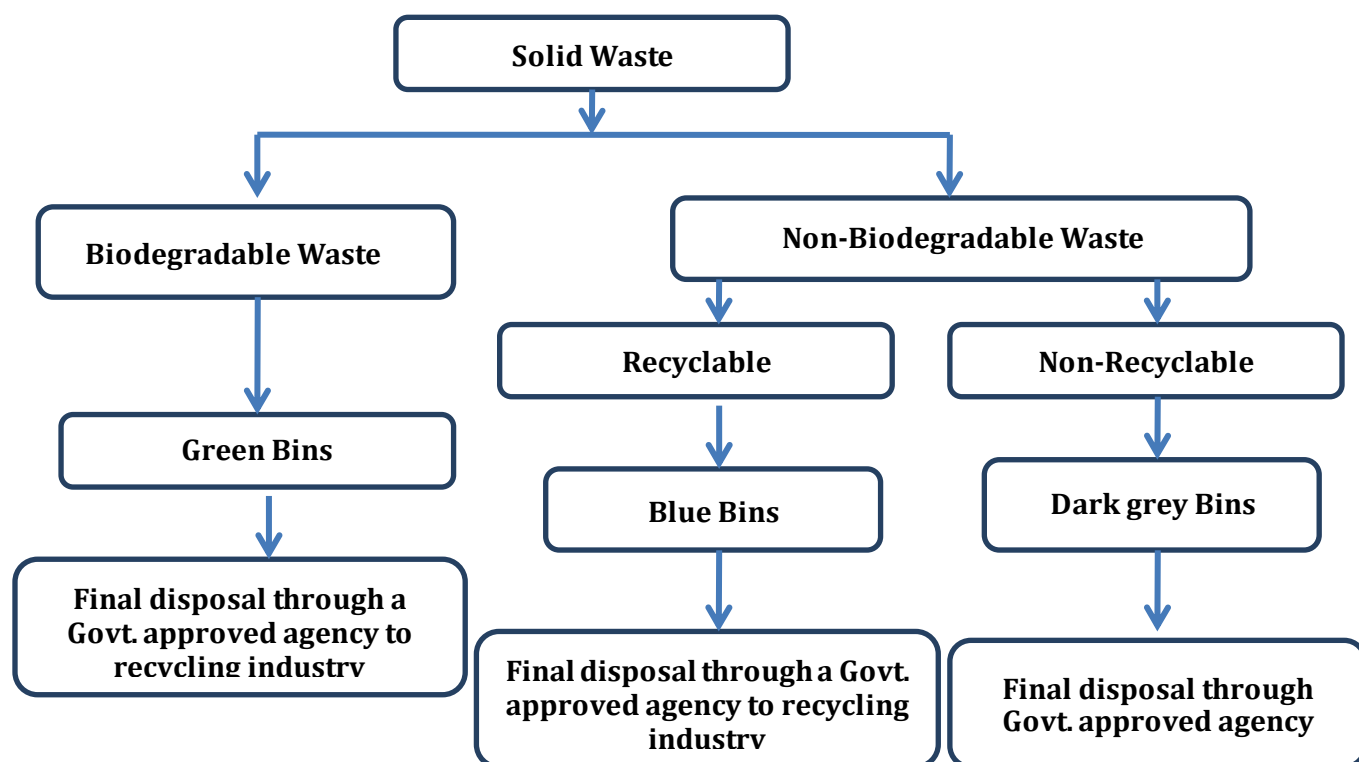 Solid Waste
Biodegradable Waste
Non-Biodegradable Waste
Recyclable
Non-Recyclable
Green Bins
Blue Bins
Dark grey Bins
Final disposal through a
Govt. approved agency to
recycling industry
Final disposal through a Govt.
approved agency to recycling
industry
Final disposal through
Govt. approved agency